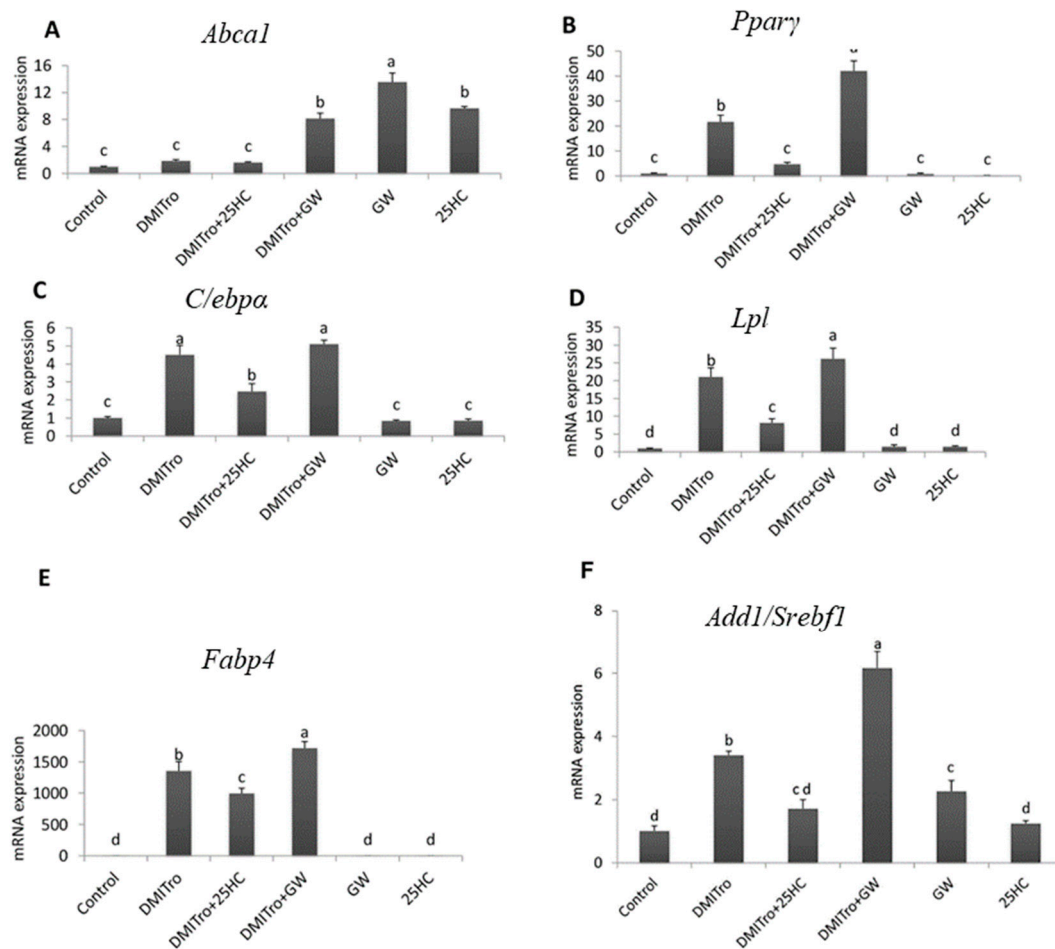 A
Abca1
mRNA expression
16
12
8
4
0
c
c
c
b
a
b
Control
DMITro
DMITro+25HC
DMITro+GW
GW
25HC
B
Pparγ
mRNA expression
50
40
30
20
10
0
c
b
c
c
c
Control
DMITro
DMITro+25HC
DMITro+GW
GW
25HC
C
C/ebpα
mRNA expression
6
5
4
3
2
1
0
c
a
b
a
c
c
Control
DMITro
DMITro+25HC
DMITro+GW
GW
25HC
D
Lpl
mRNA expression
35
30
25
20
15
10
5
0
d
b
c
a
d
d
Control
DMITro
DMITro+25HC
DMITro+GW
GW
25HC
E
Fabp4
mRNA expression
2000
1500
1000
500
0
d
b
c
a
d
d
Control
DMITro
DMITro+25HC
DMITro+GW
GW
25HC
F
Add1/Srebf1
mRNA expression
8
6
4
2
0
d
b
c d
a
c
d
Control
DMITro
DMITro+25HC
DMITro+GW
GW
25HC